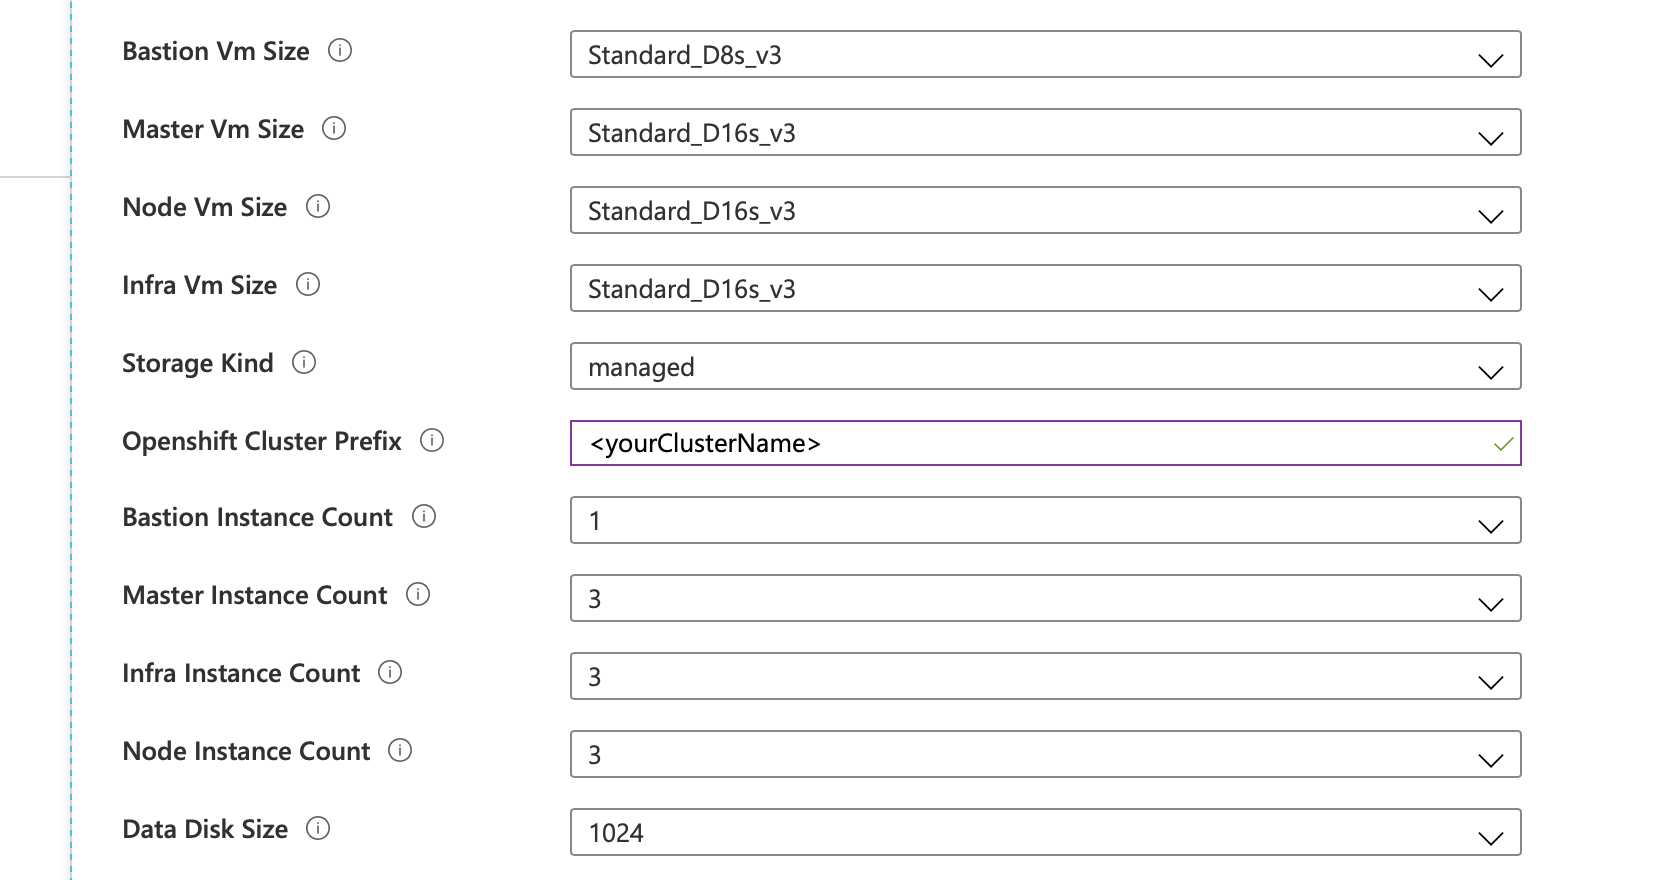 Bastion Vm Size Standard_D8s_v3
Master Vm Size Standard_D16s_v3
Node Vm Size Standard_D16s_v3
Infra Vm Size Standard_D16s_v3
Storage Kind managed
Openshift Cluster Prefix <yourClusterName>
Bastion Instance Count 1
Master Instance Count 3
Infra Instance Count 3
Node Instance Count 3
Data Disk Size 1024